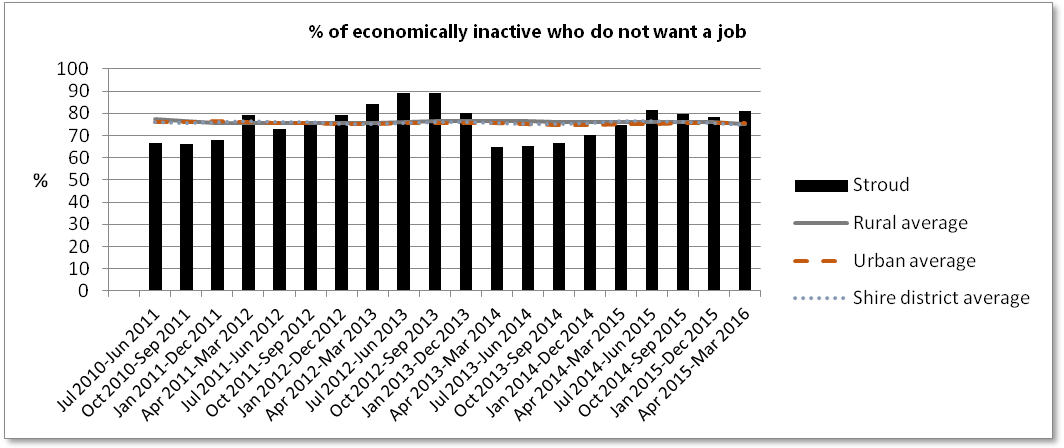 % of economically inactive who do not want a job
100
90
80
70
60
50
40
30
20
10
0
%
Jul 2010-Jun 2011
Oct 2010-Sep 2011
Jan 2011-Dec 2011
Apr 2011-Mar 2012
Jul 2011-Jun 2012
Oct 2011-Sep 2012
Jan 2012-Dec 2012
Apr 2012-Mar 2013
Jul 2012-Jun 2013
Oct 2012-Sep 2013
Jan 2013-Dec 2013
Apr 2013-Mar 2014
Jul 2013-Jun 2014
Oct 2013-Sep 2014
Jan 2014-Dec 2014
Apr 2014-Mar 2015
Jul 2014-Jun 2015
Oct 2014-Sep 2015
Jan 2015-Dec 2015
Apr 2015-Mar 2016
Stroud
Rural average
Urban average
Shire district average